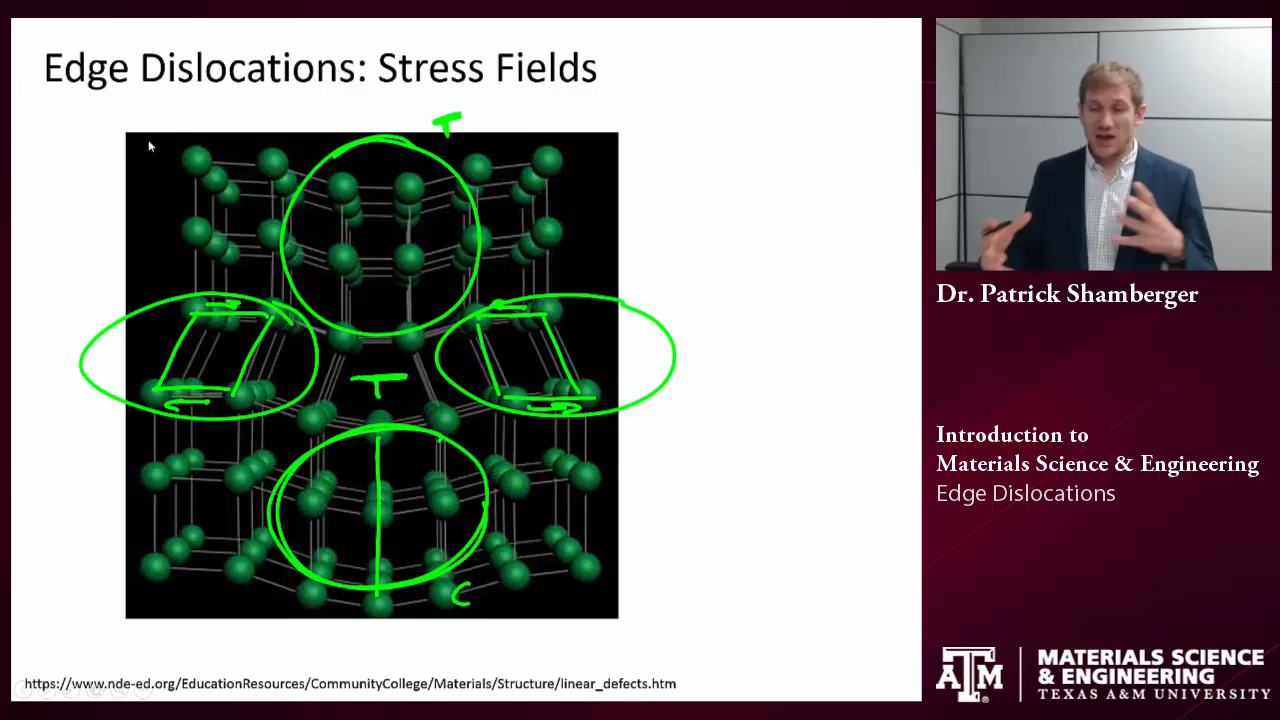 Edge Dislocations: Stress Fields
T
T
C
https://www.nde-ed.org/EducationResources/CommunityCollege/Materials/Structure/linear_defects.htm
Dr. Patrick Shamberger
Introduction to
Materials Science & Engineering
Edge Dislocations
ATM
MATERIALS SCIENCE
& ENGINEERING
TEXAS A&M UNIVERSITY